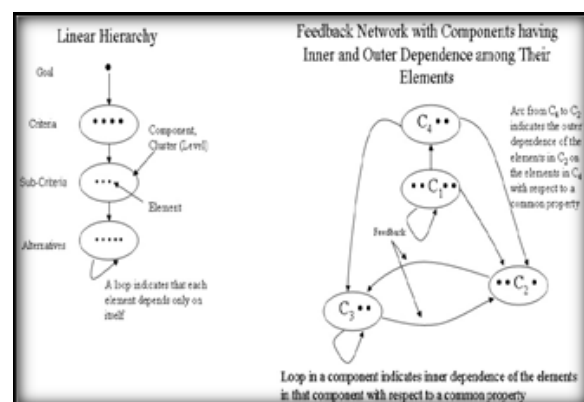 Linear Hierarchy
Goal
Criteria
Component,
Cluster (Level)
Sub-Criteria
Element
Alternatives
A loop indicates that each
element depends only on
itself
Feedback Network with Components having
Inner and Outer Dependence among Their
Elements
C4
Arc from C4 to C2
indicates the outer
dependence of the
elements in C2 on
the elements in C4
with respect to a
common property
C1
Feedback
C2
C3
Loop in a component indicates inner dependence of the elements
in that component with respect to a common property